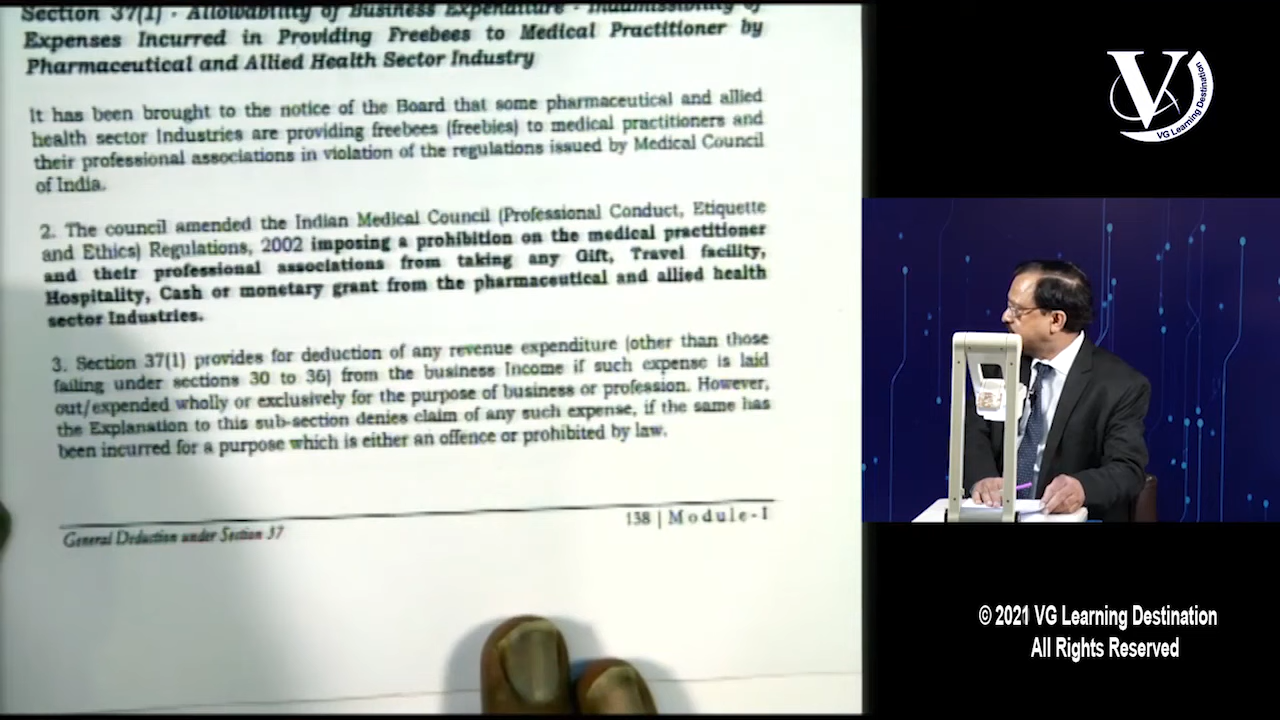 Section 37(1) - Allowability of Business Expenditure - Inadmissibility of
Expenses Incurred in Providing Freebees to Medical Practitioner by
Pharmaceutical and Allied Health Sector Industry
It has been brought to the notice of the Board that some pharmaceutical and allied
health sector Industries are providing freebees (freebies) to medical practitioners and
their professional associations in violation of the regulations issued by Medical Council
of India.
2. The council amended the Indian Medical Council (Professional Conduct, Etiquette
and Ethics) Regulations, 2002 imposing a prohibition on the medical practitioner
and their professional associations from taking any Gift, Travel facility,
Hospitality, Cash or monetary grant from the pharmaceutical and allied health
sector Industries.
3. Section 37(1) provides for deduction of any revenue expenditure (other than those
failing under sections 30 to 36) from the business Income if such expense is laid
out/expended wholly or exclusively for the purpose of business or profession. However,
the Explanation to this sub-section denies claim of any such expense, if the same has
been incurred for a purpose which is either an offence or prohibited by law.
General Deduction under Section 37
138 | Module-I
V
VG Learning Destination
© 2021 VG Learning Destination
All Rights Reserved